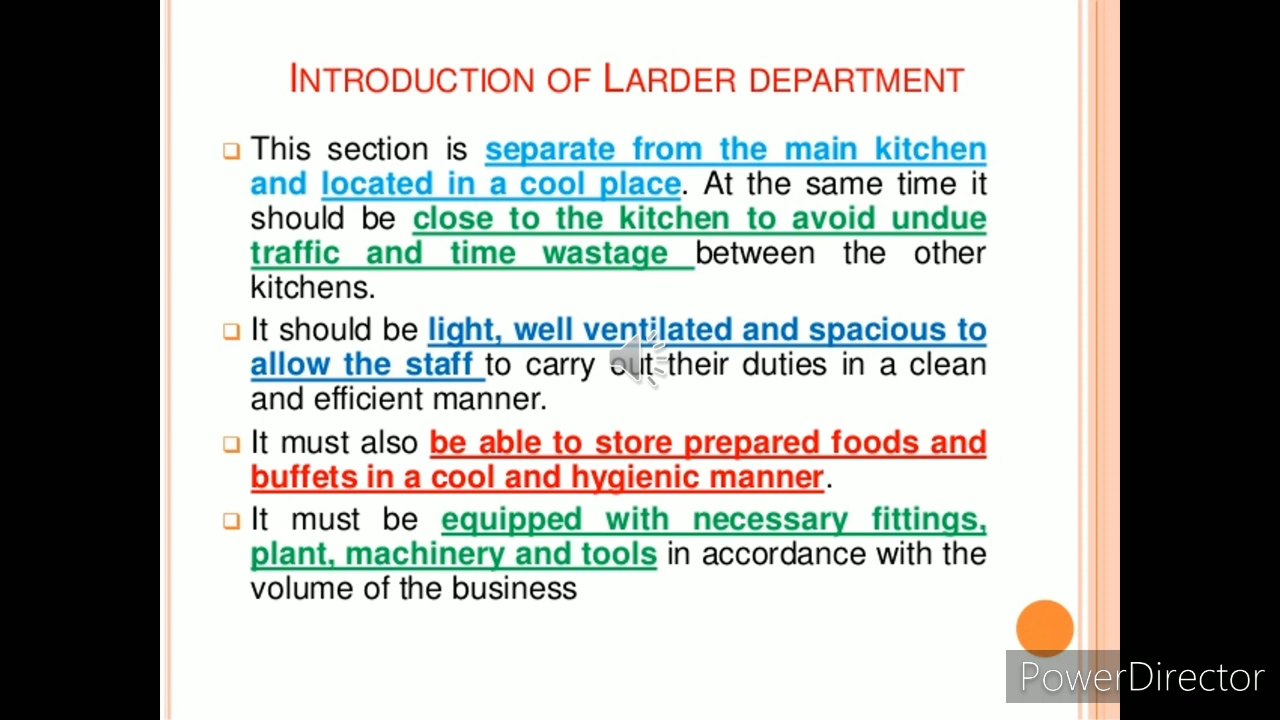 INTRODUCTION OF LARDER DEPARTMENT
This section is separate from the main kitchen
and located in a cool place. At the same time it
should be close to the kitchen to avoid undue
traffic and time wastage between the other
kitchens.
It should be light, well ventilated and spacious to
allow the staff to carry out their duties in a clean
and efficient manner.
It must also be able to store prepared foods and
buffets in a cool and hygienic manner.
It must be equipped with necessary fittings,
plant, machinery and tools in accordance with the
volume of the business
PowerDirector